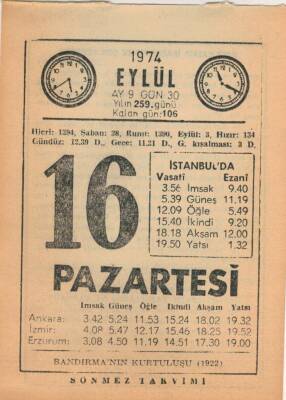 1974
EYLÜL
AY 9 GÜN 30
Yılın 259. günü
Kalan gün: 106
Hicri: 1394, Şaban: 28, Rumi: 1390, Eylül: 3, Hızır: 134
Gündüz: 12,39 D., Gece: 11.21 D., G. kısalması: 3 D.
16
İSTANBUL'DA
Vasatî Ezanî
3.56 İmsak 9.40
5.39 Güneş 11.19
12.09 Öğle 5.49
15.40 İkindi 9.20
18.18 Akşam 12.00
19.50 Yatsı 1.32
PAZARTESİ
İmsak Güneş Öğle İkindi Akşam Yatsı
Ankara: 3.42 5.24 11.53 15.24 18.02 19.32
İzmir: 4.08 5.47 12.17 15.46 18.25 19.52
Erzurum: 3.08 4.50 11.19 14.51 17.30 19.00
BANDIRMA'NIN KURTULUŞU (1922)
SÖNMEZ TAKVİMİ